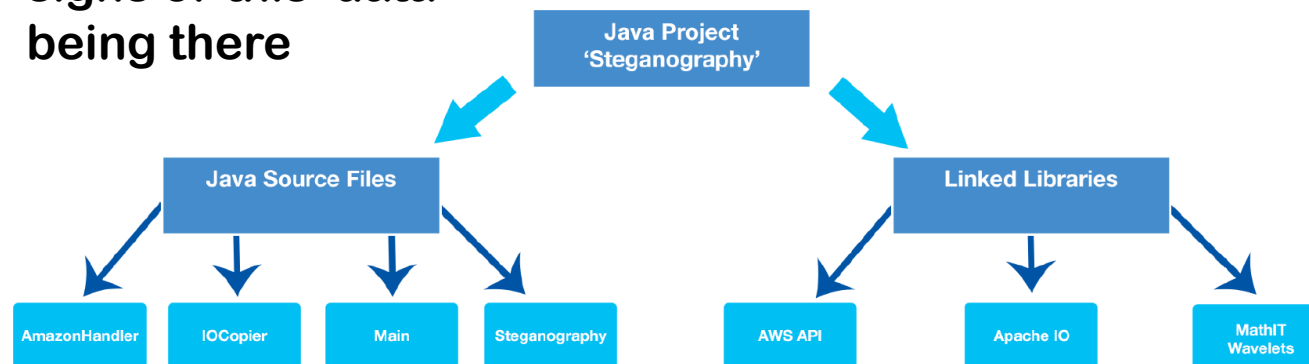 being there
Java Project
‘Steganography’
Java Source Files
Linked Libraries
AmazonHandler
IOCopier
Main
Steganography
AWS API
Apache IO
MathIT
Wavelets